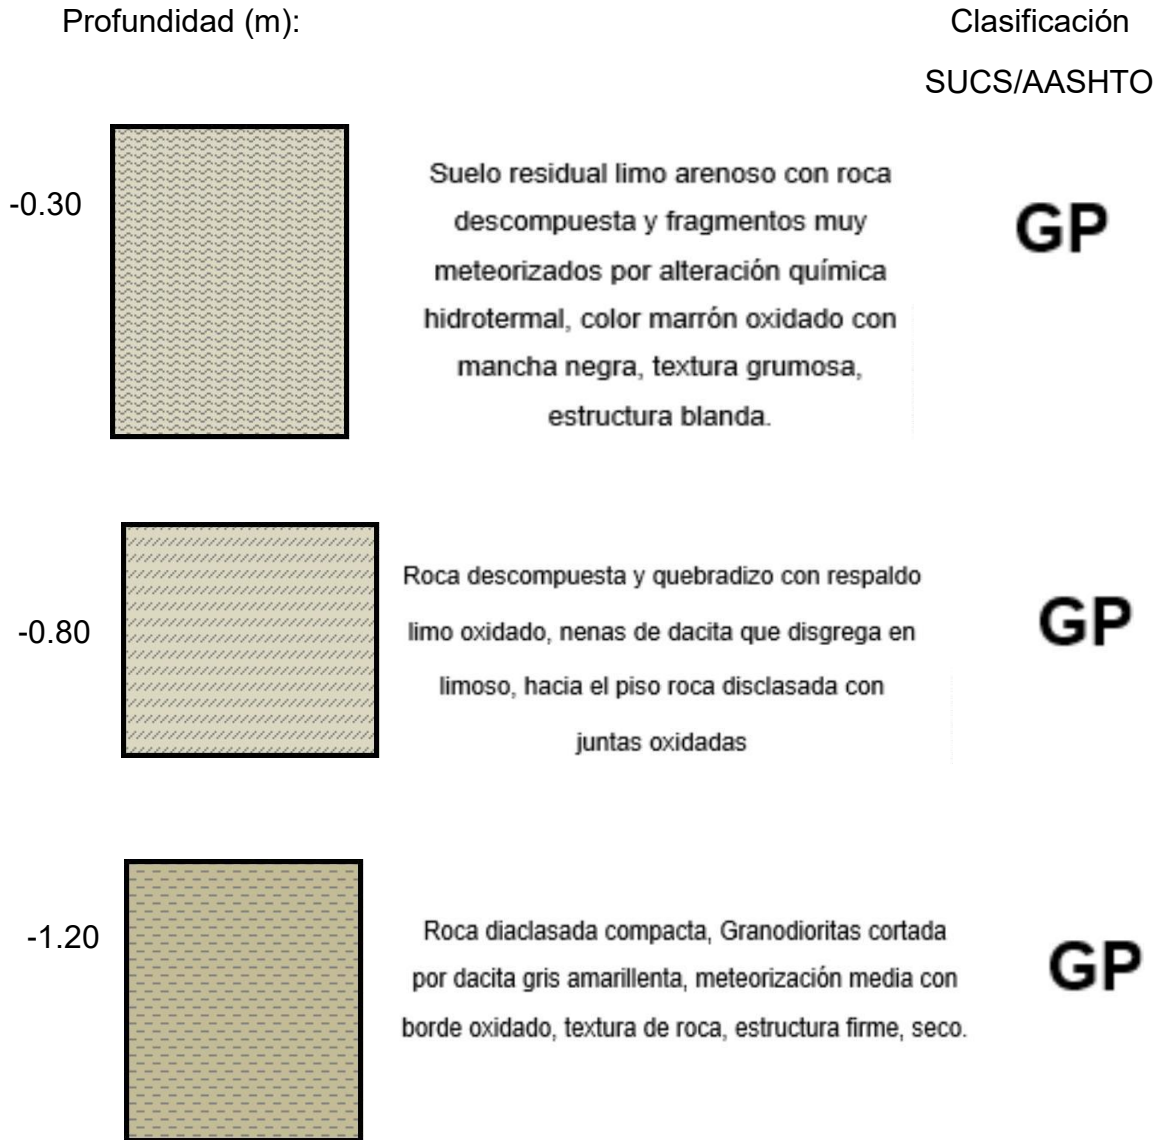 Profundidad (m):
Clasificación
SUCS/AASHTO
-0.30
Suelo residual limo arenoso con roca
descompuesta y fragmentos muy
meteorizados por alteración química
hidrotermal, color marrón oxidado con
mancha negra, textura grumosa,
estructura blanda.
GP
-0.80
Roca descompuesta y quebradizo con respaldo
limo oxidado, nenas de dacita que disgrega en
limoso, hacia el piso roca disclasada con
juntas oxidadas
GP
-1.20
Roca diaclasada compacta, Granodioritas cortada
por dacita gris amarillenta, meteorización media con
borde oxidado, textura de roca, estructura firme, seco.
GP